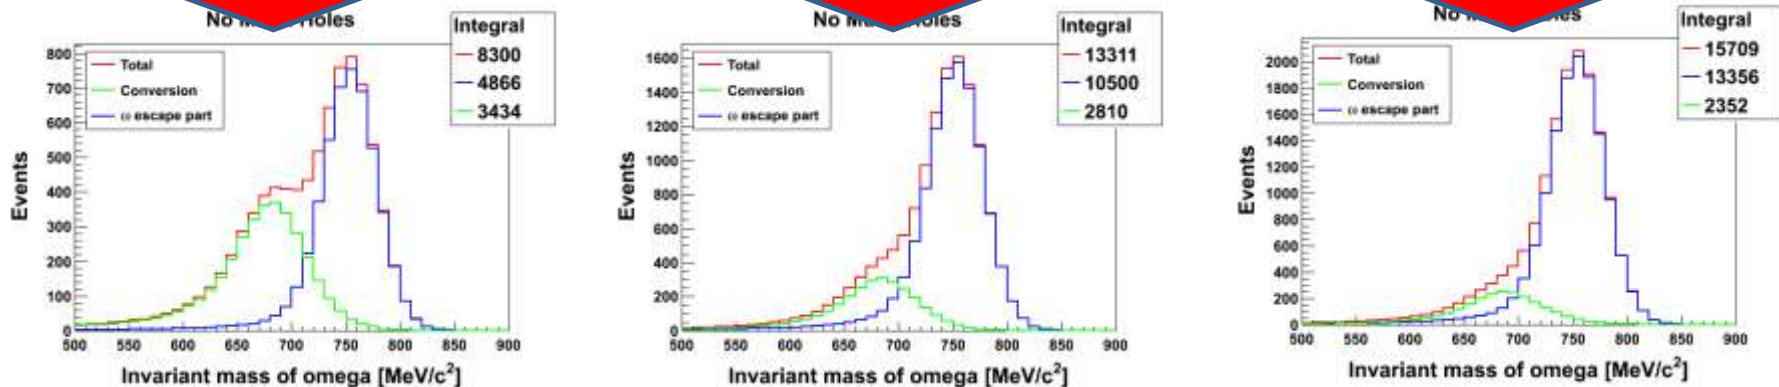 No M Holes
Integral
8300
4866
3434
Total
Conversion
ω escape part
800
700
600
500
400
300
200
100
0
Events
500 550 600 650 700 750 800 850 900
Invariant mass of omega [MeV/c²]
No M Holes
Integral
13311
10500
2810
Total
Conversion
ω escape part
1600
1400
1200
1000
800
600
400
200
0
Events
500 550 600 650 700 750 800 850 900
Invariant mass of omega [MeV/c²]
Integral
15709
13356
2352
Total
Conversion
ω escape part
2000
1800
1600
1400
1200
1000
800
600
400
200
0
Events
500 550 600 650 700 750 800 850 900
Invariant mass of omega [MeV/c²]